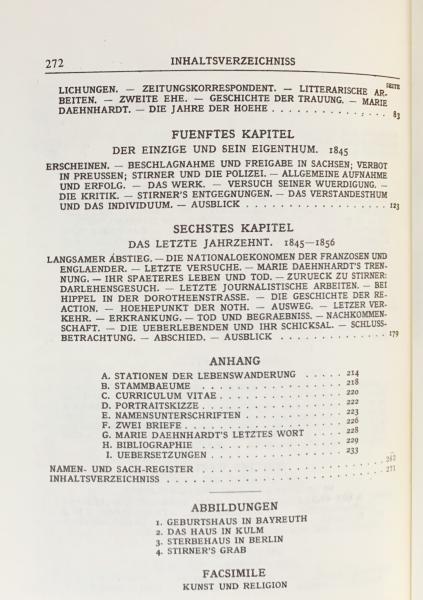 272 INHALTSVERZEICHNISS
SEITE
LICHUNGEN. — ZEITUNGSKORRESPONDENT. — LITTERARISCHE AR-
BEITEN. — ZWEITE EHE. — GESCHICHTE DER TRAUUNG. — MARIE
DAEHNHARDT. — DIE JAHRE DER HOEHE . . . . . . . . . . . . . 83
FUENFTES KAPITEL
DER EINZIGE UND SEIN EIGENTHUM. 1845
ERSCHEINEN. — BESCHLAGNAHME UND FREIGABE IN SACHSEN; VERBOT
IN PREUSSEN; STIRNER UND DIE POLIZEI. — ALLGEMEINE AUFNAHME
UND ERFOLG. — DAS WERK. — VERSUCH SEINER WUERDIGUNG. —
DIE KRITIK. — STIRNER'S ENTGEGNUNGEN. — DAS VERSTANDESTHUM
UND DAS INDIVIDUUM. — AUSBLICK . . . . . . . . . . . . . . 123
SECHSTES KAPITEL
DAS LETZTE JAHRZEHNT. 1845—1856
LANGSAMER ABSTIEG. — DIE NATIONALOEKONOMEN DER FRANZOSEN UND
ENGLAENDER. — LETZTE VERSUCHE. — MARIE DAEHNHARDT'S TREN-
NUNG. — IHR SPAETERES LEBEN UND TOD. — ZURUECK ZU STIRNER:
DARLEHENSGESUCH. — LETZTE JOURNALISTISCHE ARBEITEN. — BEI
HIPPEL IN DER DOROTHEENSTRASSE. — DIE GESCHICHTE DER RE-
ACTION. — HOEHEPUNKT DER NOTH. — AUSWEG. — LETZER VER-
KEHR. — ERKRANKUNG. — TOD UND BEGRAEBNISS. — NACHKOMMEN-
SCHAFT. — DIE UEBERLEBENDEN UND IHR SCHICKSAL. — SCHLUSS-
BETRACHTUNG. — ABSCHIED. — AUSBLICK . . . . . . . . . . . 179
ANHANG
A. STATIONEN DER LEBENSWANDERUNG . . . . . 214
B. STAMMBAEUME . . . . . . . . . . . . . 218
C. CURRICULUM VITAE . . . . . . . . . . . 220
D. PORTRAITSKIZZE . . . . . . . . . . . . 222
E. NAMENSUNTERSCHRIFTEN . . . . . . . . . 223
F. ZWEI BRIEFE . . . . . . . . . . . . . 226
G. MARIE DAEHNHARDT'S LETZTES WORT . . . . 228
H. BIBLIOGRAPHIE . . . . . . . . . . . . 229
I. UEBERSETZUNGEN . . . . . . . . . . . . 233
NAMEN- UND SACH-REGISTER . . . . . . . . . . . . . . . . 262
INHALTSVERZEICHNISS . . . . . . . . . . . . . . . . . . 271
ABBILDUNGEN
1. GEBURTSHAUS IN BAYREUTH
2. DAS HAUS IN KULM
3. STERBEHAUS IN BERLIN
4. STIRNER'S GRAB
FACSIMILE
KUNST UND RELIGION